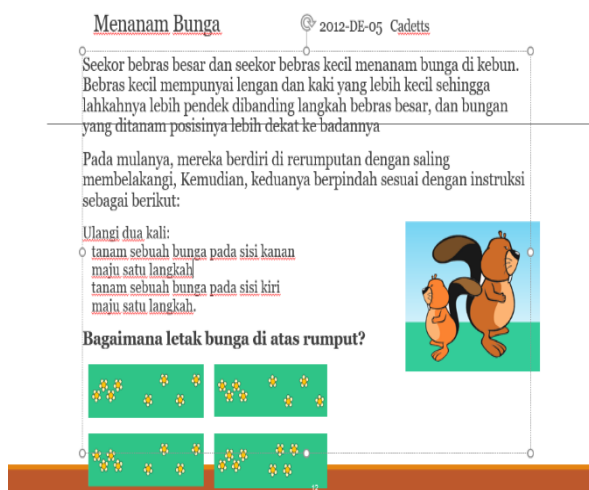 Menanam Bunga
2012-DE-05 Cadetts
Seekor bebras besar dan seekor bebras kecil menanam bunga di kebun.
Bebras kecil mempunyai lengan dan kaki yang lebih kecil sehingga
lahkahnya lebih pendek dibanding langkah bebras besar, dan bungan
yang ditanam posisinya lebih dekat ke badannya
Pada mulanya, mereka berdiri di rerumputan dengan saling
membelakangi, Kemudian, keduanya berpindah sesuai dengan instruksi
sebagai berikut:
Ulangi dua kali:
tanam sebuah bunga pada sisi kanan
maju satu langkah
tanam sebuah bunga pada sisi kiri
maju satu langkah.
Bagaimana letak bunga di atas rumput?
12